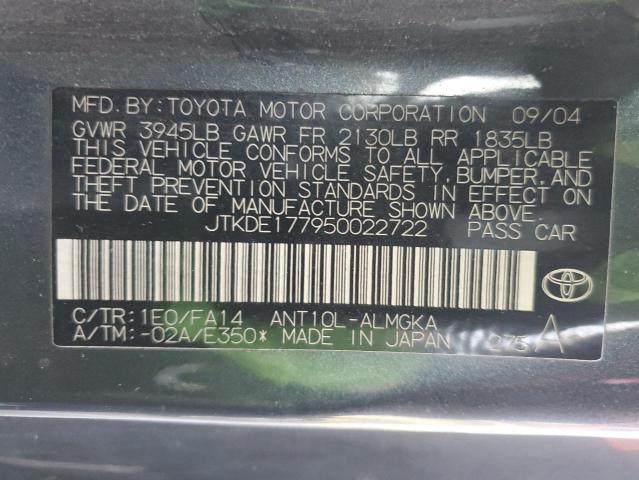 MFD. BY: TOYOTA MOTOR CORPORATION 09/04
GVWR 3945LB GAWR FR 2130LB RR 1835LB
THIS VEHICLE CONFORMS TO ALL APPLICABLE
FEDERAL MOTOR VEHICLE SAFETY, BUMPER, AND
THEFT PREVENTION STANDARDS IN EFFECT ON
THE DATE OF MANUFACTURE SHOWN ABOVE.
JTKDE177950022722 PASS CAR
C/TR: 1E0/FA14 ANT10L-ALMGKA
A/TM: -02A/E350* MADE IN JAPAN 275 A